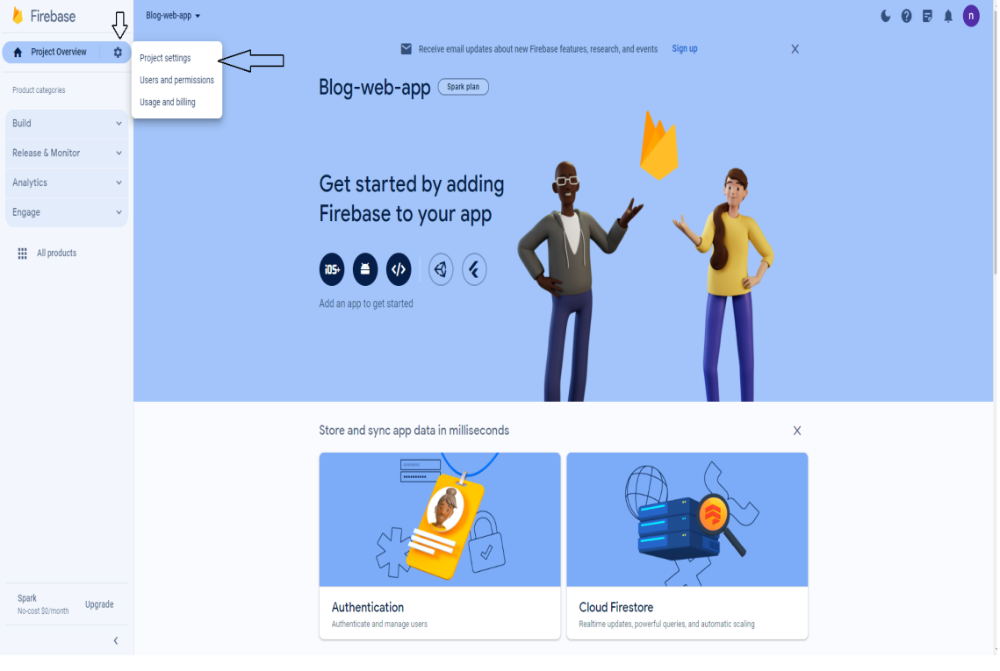 Firebase
Blog-web-app
n
Project Overview
Project settings
Users and permissions
Usage and billing
Receive email updates about new Firebase features, research, and events Sign up
Product categories
Build
Release & Monitor
Analytics
Engage
All products
Blog-web-app
Spark plan
Get started by adding
Firebase to your app
iOS+
Add an app to get started
Store and sync app data in milliseconds
Authentication
Authenticate and manage users
Cloud Firestore
Realtime updates, powerful queries, and automatic scaling
Spark
No-cost $0/month
Upgrade